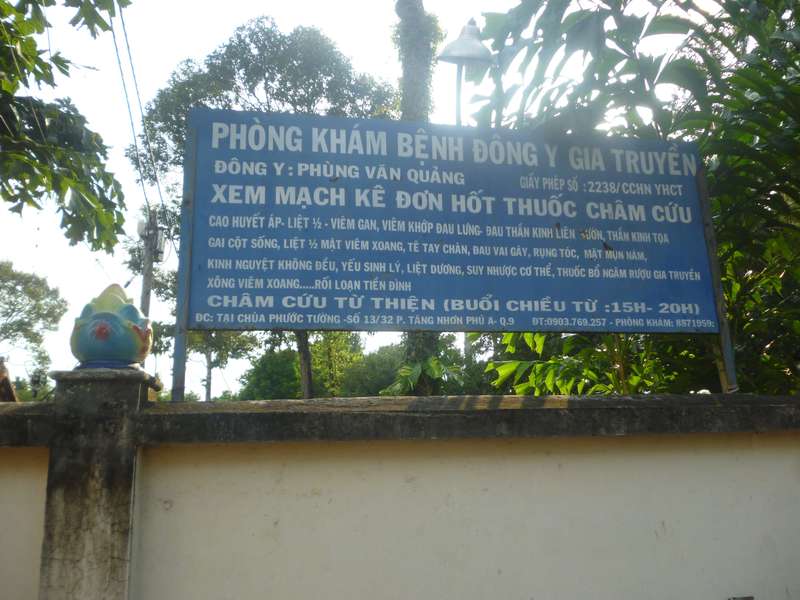 PHÒNG KHÁM BỆNH ĐÔNG Y GIA TRUYỀN
ĐÔNG Y : PHÙNG VĂN QUẢNG GIẤY PHÉP SỐ : 2238/CCHN YHCT
XEM MẠCH KÊ ĐƠN HỐT THUỐC CHÂM CỨU
CAO HUYẾT ÁP- LIỆT ½ - VIÊM GAN, VIÊM KHỚP ĐAU LƯNG- ĐAU THẦN KINH LIÊN SƯỜN, THẦN KINH TỌA
GAI CỘT SỐNG, LIỆT ½ MẶT VIÊM XOANG, TÊ TAY CHÂN, ĐAU VAI GÁY, RỤNG TÓC, MẶT MỤN NÁM,
KINH NGUYỆT KHÔNG ĐỀU, YẾU SINH LÝ, LIỆT DƯƠNG, SUY NHƯỢC CƠ THỂ, THUỐC BỔ NGÂM RƯỢU GIA TRUYỀN
XÔNG VIÊM XOANG.....RỐI LOẠN TIỀN ĐÌNH
CHÂM CỨU TỪ THIỆN (BUỔI CHIỀU TỪ :15H- 20H)
ĐC: TẠI CHÙA PHƯỚC TƯỜNG -SỐ 13/32 P. TĂNG NHƠN PHÚ A- Q.9 ĐT:0903.769.257 - PHÒNG KHÁM: 8871959